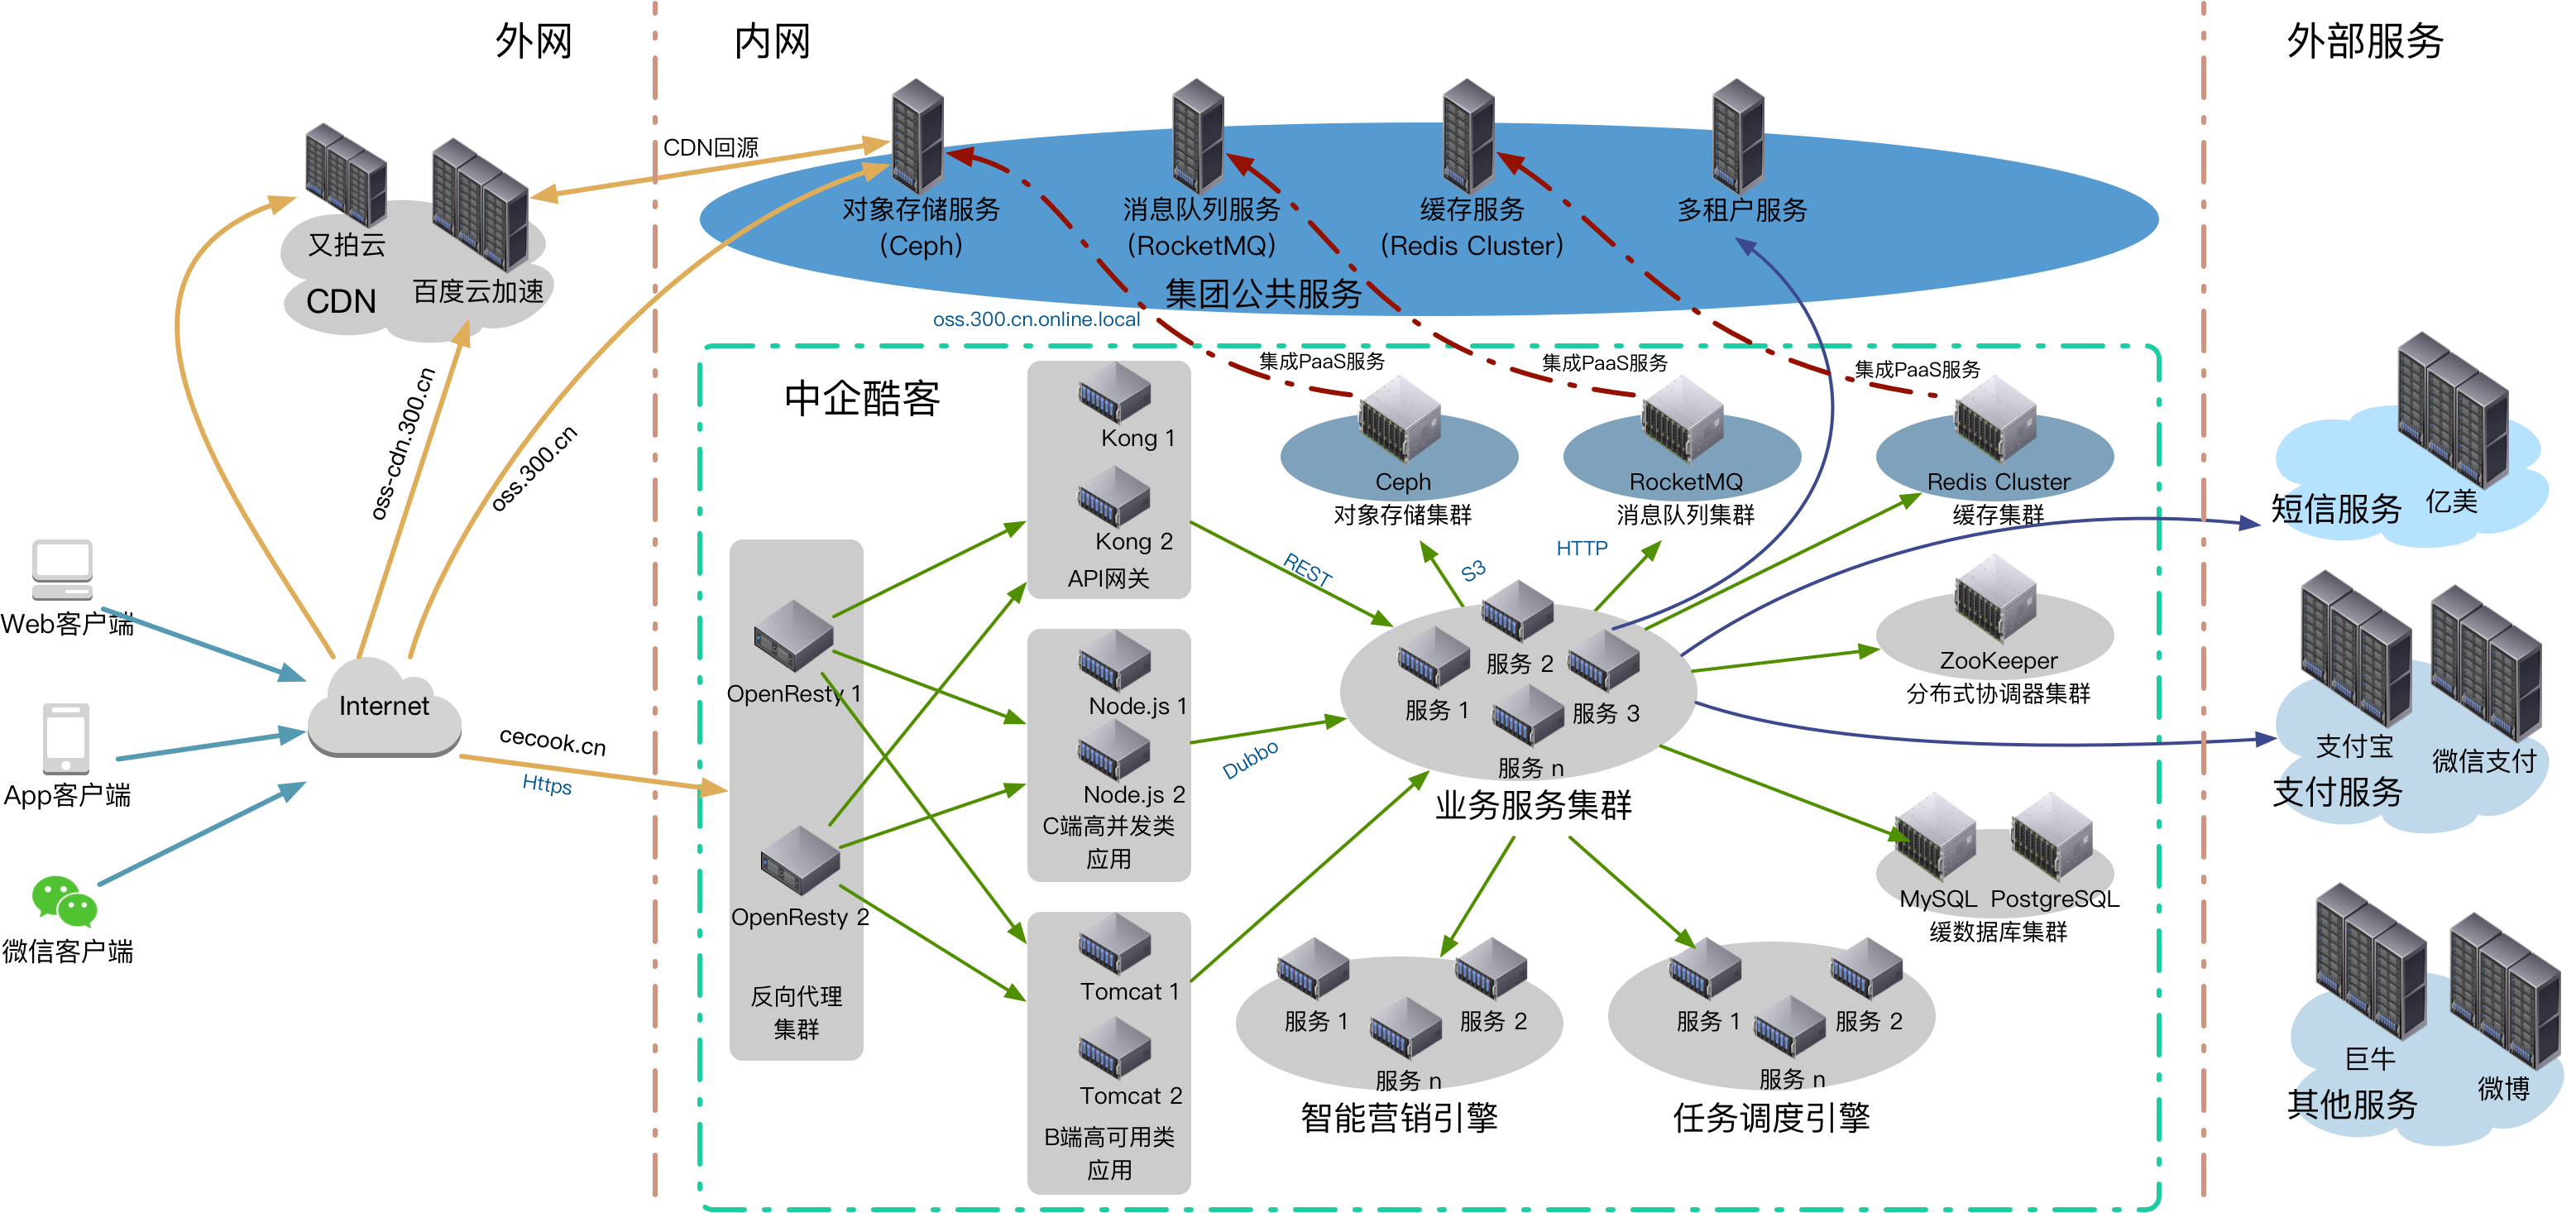 外网
内网
外部服务
CDN回源
又拍云
百度云加速
CDN
对象存储服务
(Ceph)
消息队列服务
(RocketMQ)
缓存服务
(Redis Cluster)
多租户服务
集团公共服务
oss.300.cn.online.local
oss-cdn.300.cn
oss.300.cn
Web客户端
App客户端
微信客户端
Internet
cecook.cn
Https
中企酷客
OpenResty 1
OpenResty 2
反向代理
集群
Kong 1
Kong 2
API网关
Node.js 1
Node.js 2
C端高并发类
应用
Tomcat 1
Tomcat 2
B端高可用类
应用
集成PaaS服务
集成PaaS服务
集成PaaS服务
Ceph
对象存储集群
RocketMQ
消息队列集群
Redis Cluster
缓存集群
REST
S3
HTTP
Dubbo
服务 1
服务 2
服务 3
服务 n
业务服务集群
ZooKeeper
分布式协调器集群
MySQL
PostgreSQL
缓数据库集群
服务 1
服务 2
服务 n
智能营销引擎
服务 1
服务 2
服务 n
任务调度引擎
短信服务
亿美
支付宝
微信支付
支付服务
巨牛
微博
其他服务